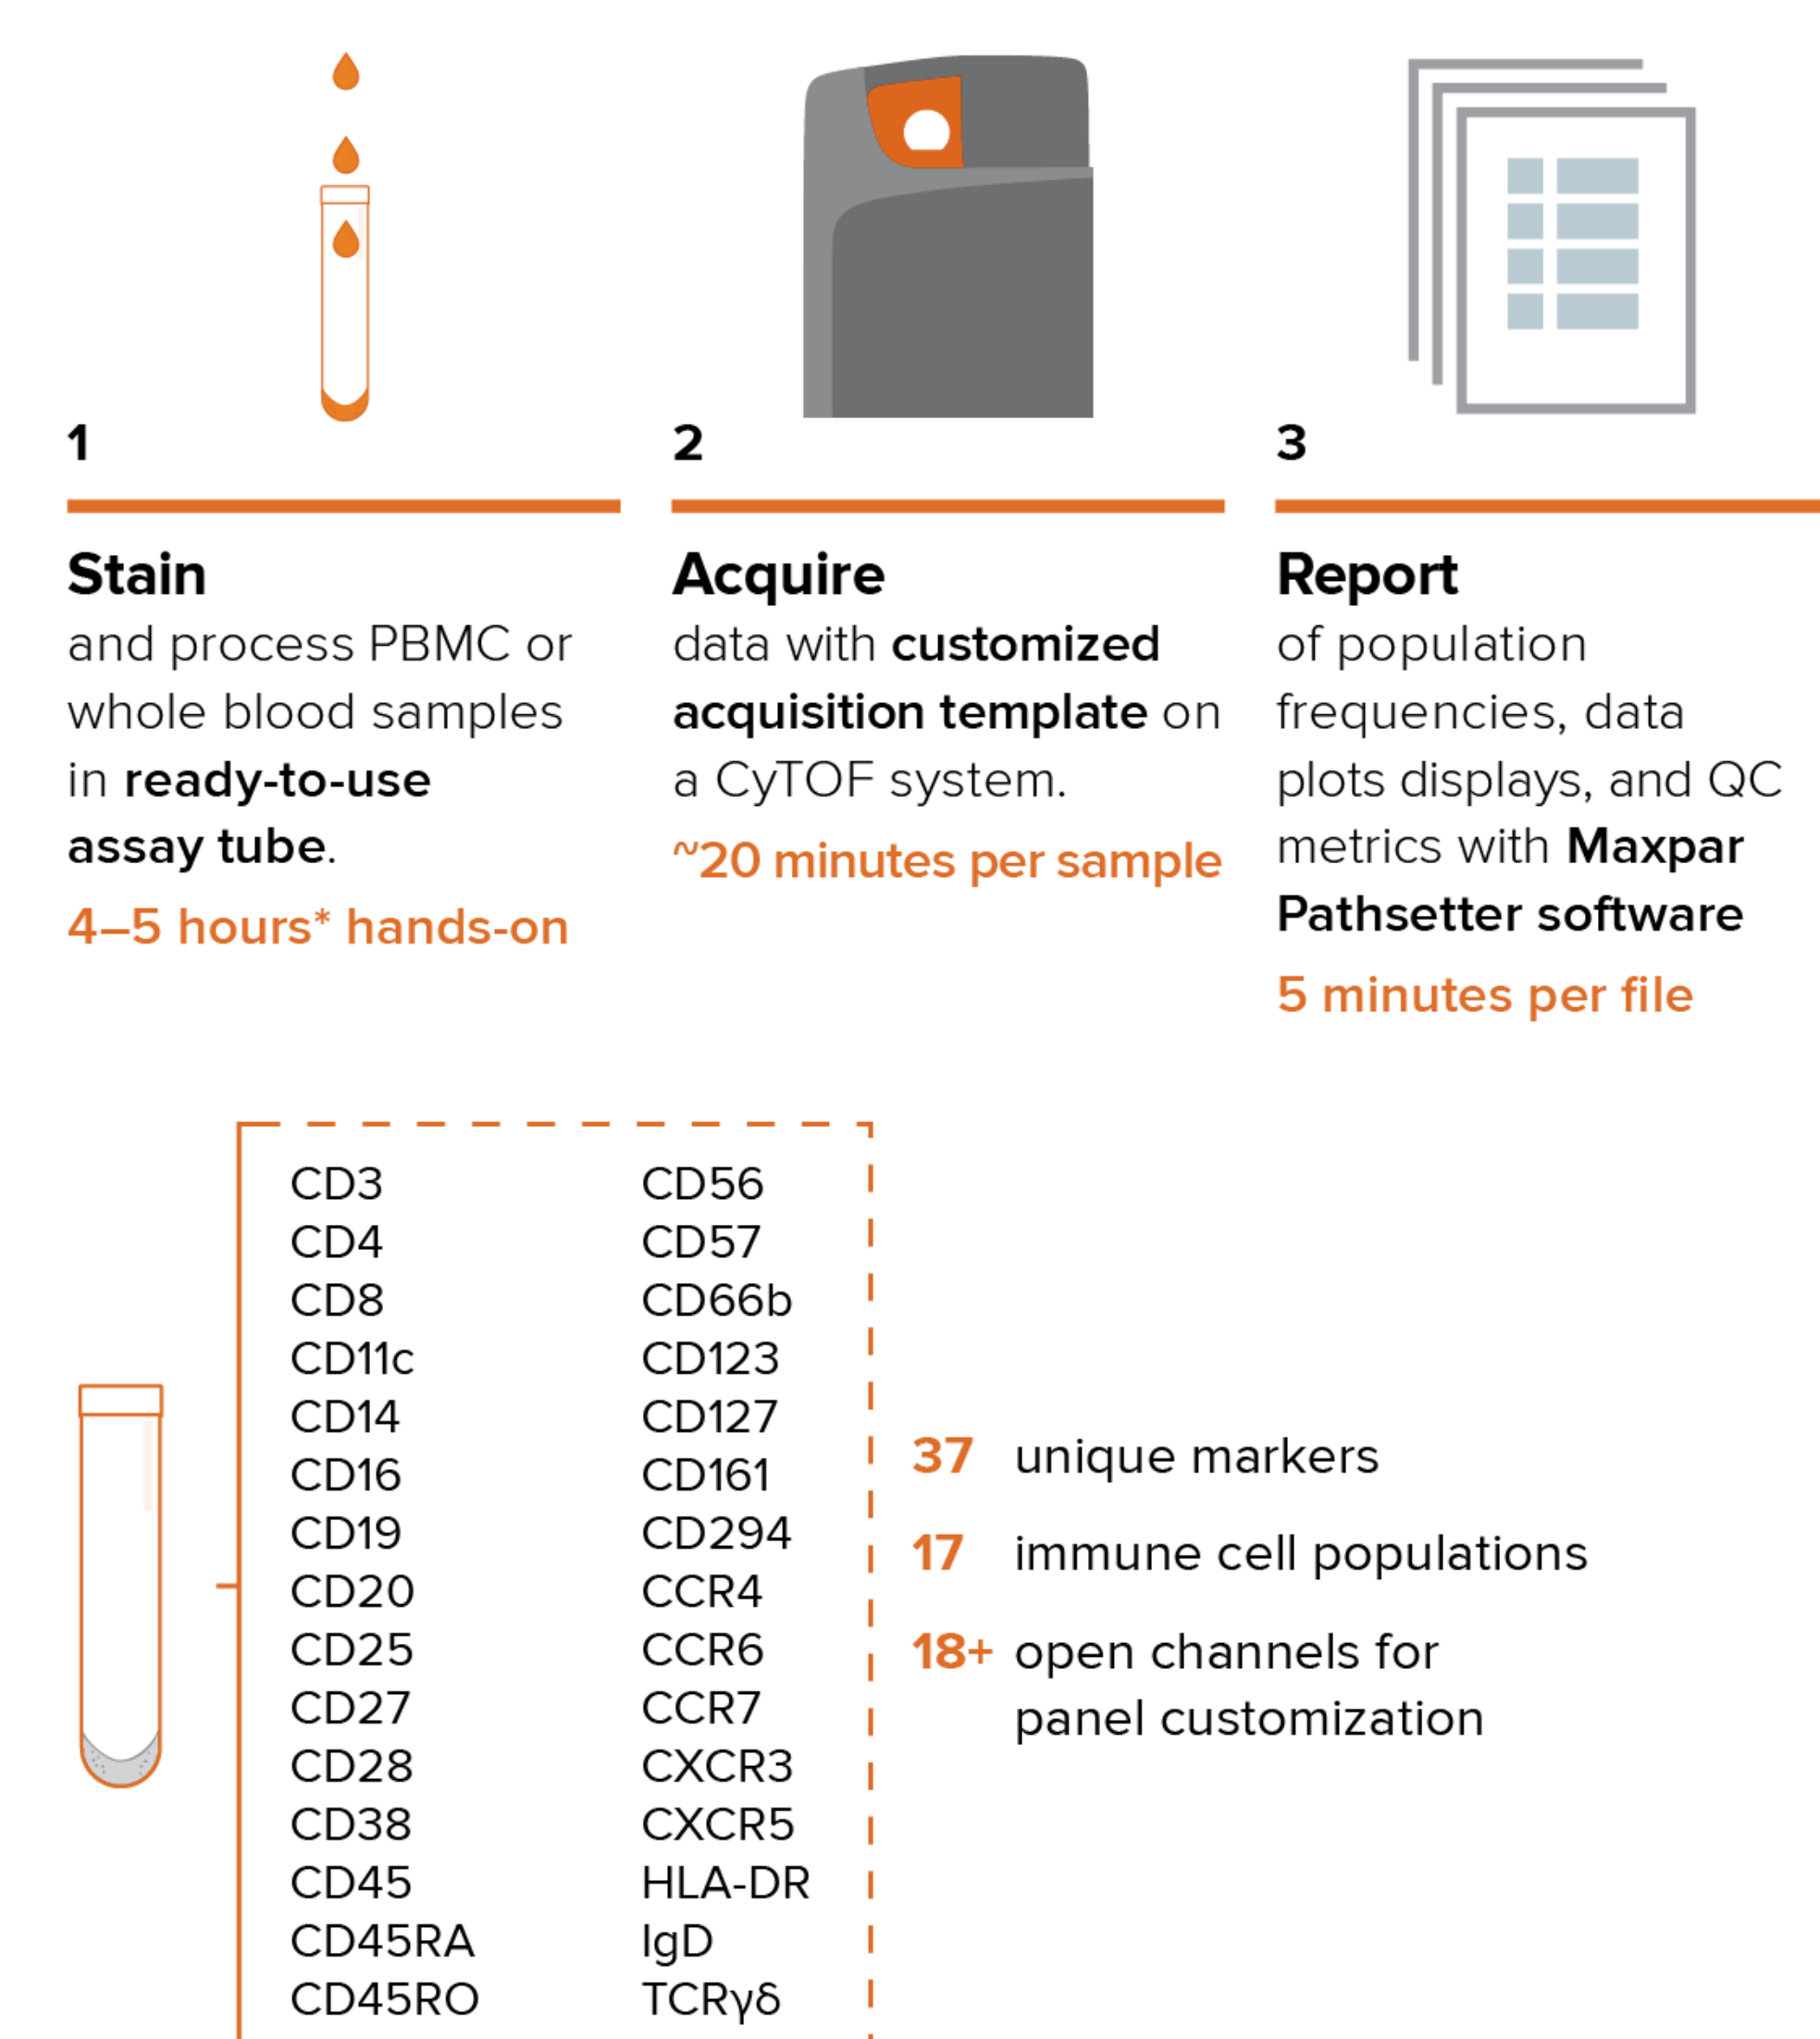 1
Stain
and process PBMC or
whole blood samples
in ready-to-use
assay tube.
4–5 hours* hands-on
2
Acquire
data with customized
acquisition template on
a CyTOF system.
~20 minutes per sample
3
Report
of population
frequencies, data
plots displays, and QC
metrics with Maxpar
Pathsetter software
5 minutes per file
CD3
CD4
CD8
CD11c
CD14
CD16
CD19
CD20
CD25
CD27
CD28
CD38
CD45
CD45RA
CD45RO
CD56
CD57
CD66b
CD123
CD127
CD161
CD294
CCR4
CCR6
CCR7
CXCR3
CXCR5
HLA-DR
IgD
TCRγδ
37 unique markers
17 immune cell populations
18+ open channels for
panel customization